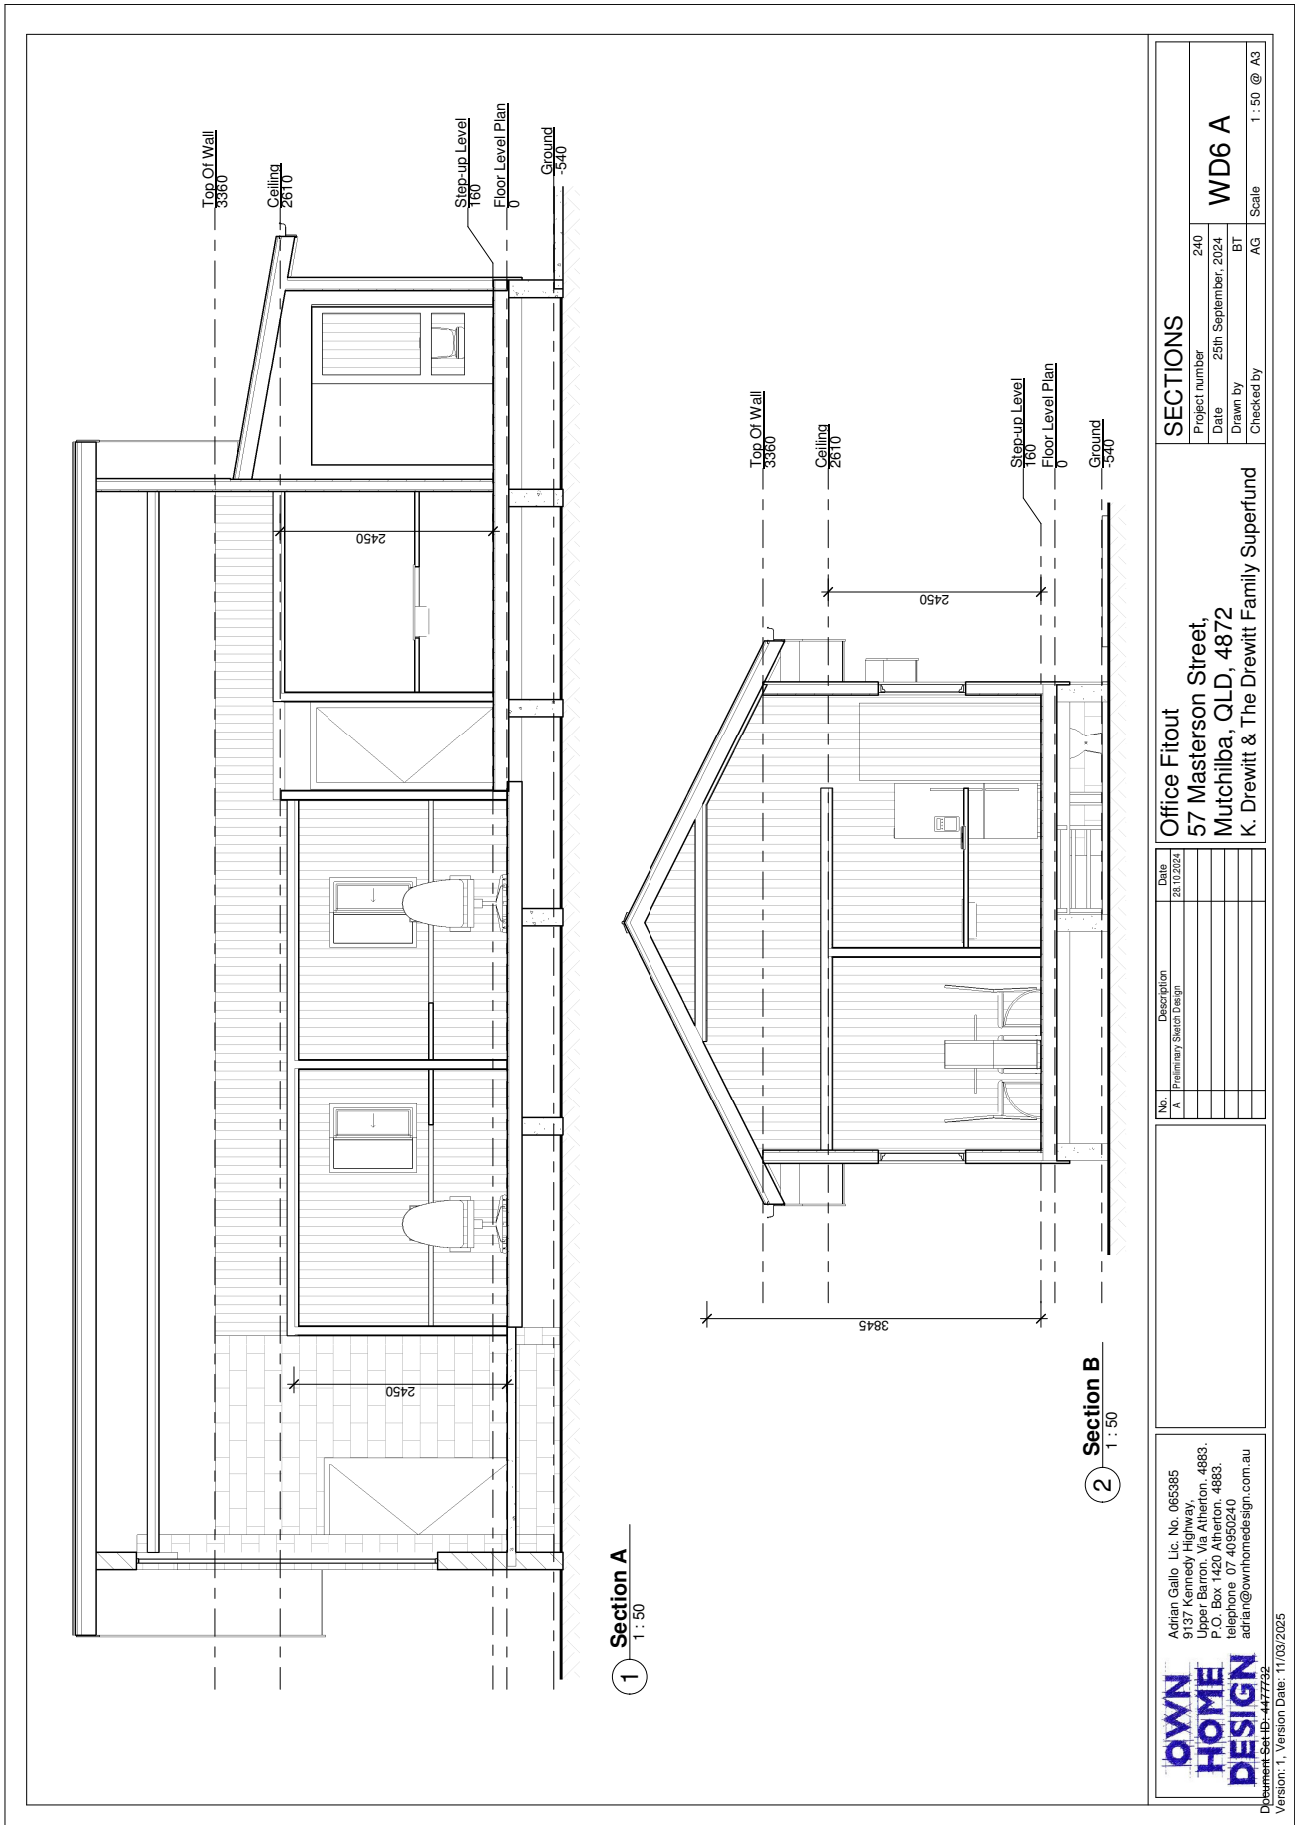 Top Of Wall
3360
Ceiling
2610
Step-up Level
160
Floor Level Plan
0
Ground
-540
2450
2450
1
Section A
1 : 50
Top Of Wall
3360
Ceiling
2610
Step-up Level
160
Floor Level Plan
0
Ground
-540
2450
3845
2
Section B
1 : 50
OWN
HOME
DESIGN
Adrian Gallo Lic. No. 065385
9137 Kennedy Highway,
Upper Barron. Via Atherton. 4883.
P.O. Box 1420 Atherton. 4883.
telephone 07 40950240
adrian@ownhomedesign.com.au
No. Description Date
A Preliminary Sketch Design 28.10.2024
Office Fitout
57 Masterson Street,
Mutchilba, QLD, 4872
K. Drewitt & The Drewitt Family Superfund
SECTIONS
Project number 240
Date 25th September, 2024
Drawn by BT
Checked by AG
WD6 A
Scale 1 : 50 @ A3
Document Set ID: 4477732
Version: 1, Version Date: 11/03/2025